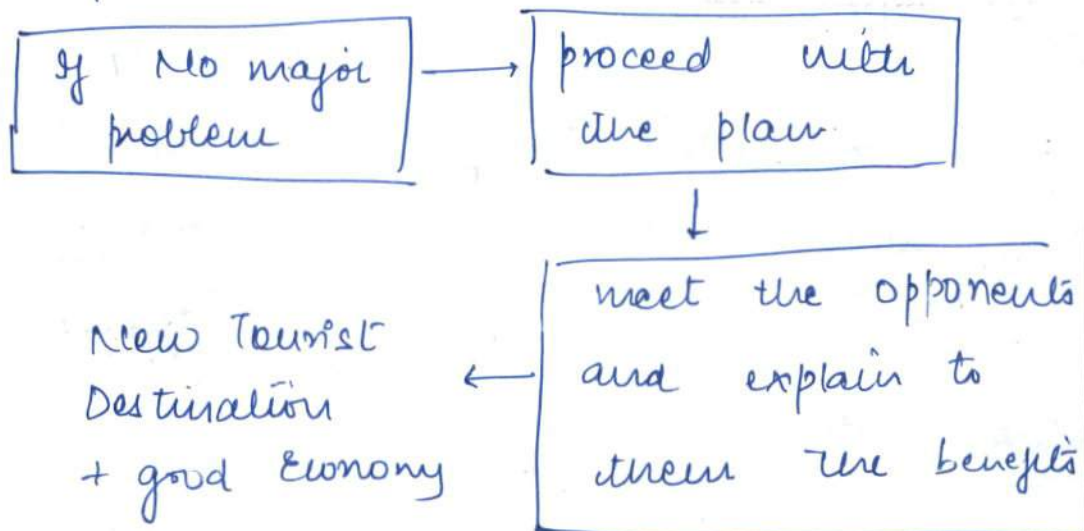 If No major
problem
proceed with
the plan
meet the opponents
and explain to
them the benefits
New Tourist
Destination
+ good Economy